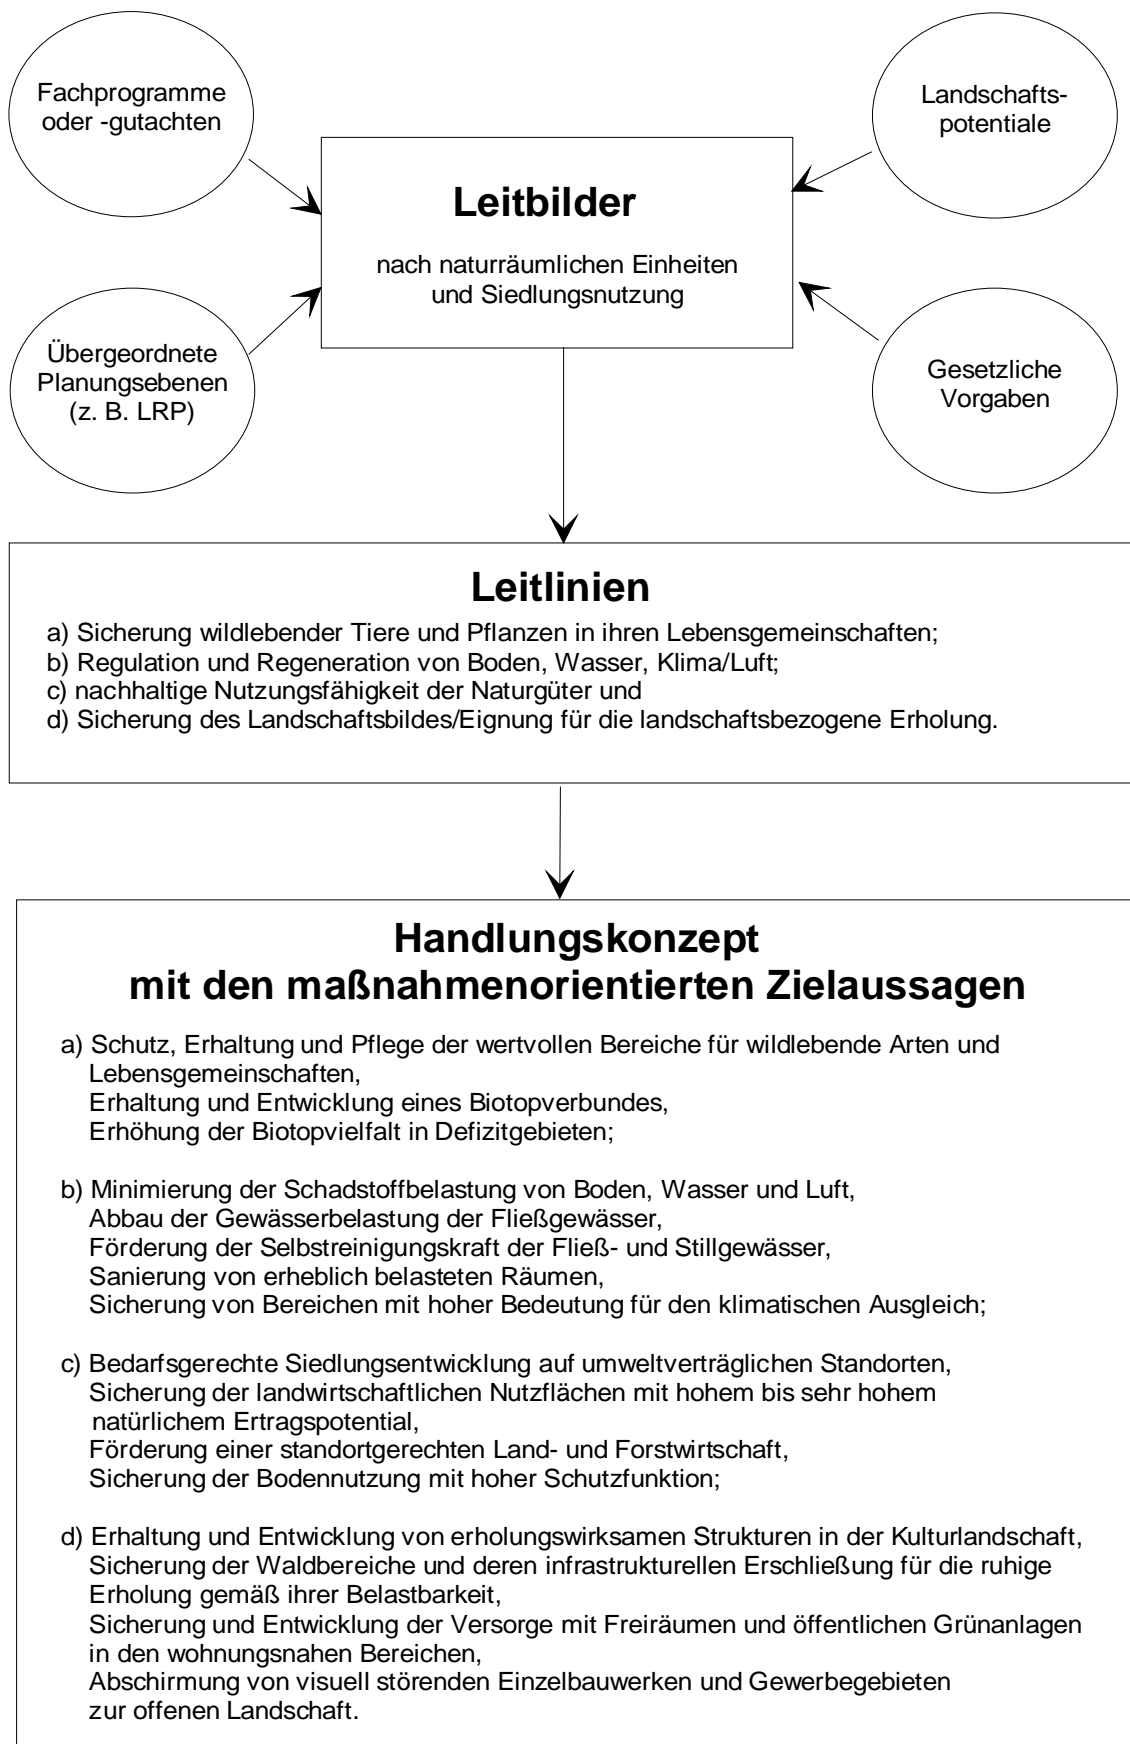 Fachprogramme
oder -gutachten
Landschafts-
potentiale
Leitbilder
nach naturräumlichen Einheiten
und Siedlungsnutzung
Übergeordnete
Planungsebenen
(z. B. LRP)
Gesetzliche
Vorgaben
Leitlinien
a) Sicherung wildlebender Tiere und Pflanzen in ihren Lebensgemeinschaften;
b) Regulation und Regeneration von Boden, Wasser, Klima/Luft;
c) nachhaltige Nutzungsfähigkeit der Naturgüter und
d) Sicherung des Landschaftsbildes/Eignung für die landschaftsbezogene Erholung.
Handlungskonzept
mit den maßnahmenorientierten Zielaussagen
a) Schutz, Erhaltung und Pflege der wertvollen Bereiche für wildlebende Arten und
Lebensgemeinschaften,
Erhaltung und Entwicklung eines Biotopverbundes,
Erhöhung der Biotopvielfalt in Defizitgebieten;
b) Minimierung der Schadstoffbelastung von Boden, Wasser und Luft,
Abbau der Gewässerbelastung der Fließgewässer,
Förderung der Selbstreinigungskraft der Fließ- und Stillgewässer,
Sanierung von erheblich belasteten Räumen,
Sicherung von Bereichen mit hoher Bedeutung für den klimatischen Ausgleich;
c) Bedarfsgerechte Siedlungsentwicklung auf umweltverträglichen Standorten,
Sicherung der landwirtschaftlichen Nutzflächen mit hohem bis sehr hohem
natürlichem Ertragspotential,
Förderung einer standortgerechten Land- und Forstwirtschaft,
Sicherung der Bodennutzung mit hoher Schutzfunktion;
d) Erhaltung und Entwicklung von erholungswirksamen Strukturen in der Kulturlandschaft,
Sicherung der Waldbereiche und deren infrastrukturellen Erschließung für die ruhige
Erholung gemäß ihrer Belastbarkeit,
Sicherung und Entwicklung der Versorge mit Freiräumen und öffentlichen Grünanlagen
in den wohnungsnahen Bereichen,
Abschirmung von visuell störenden Einzelbauwerken und Gewerbegebieten
zur offenen Landschaft.